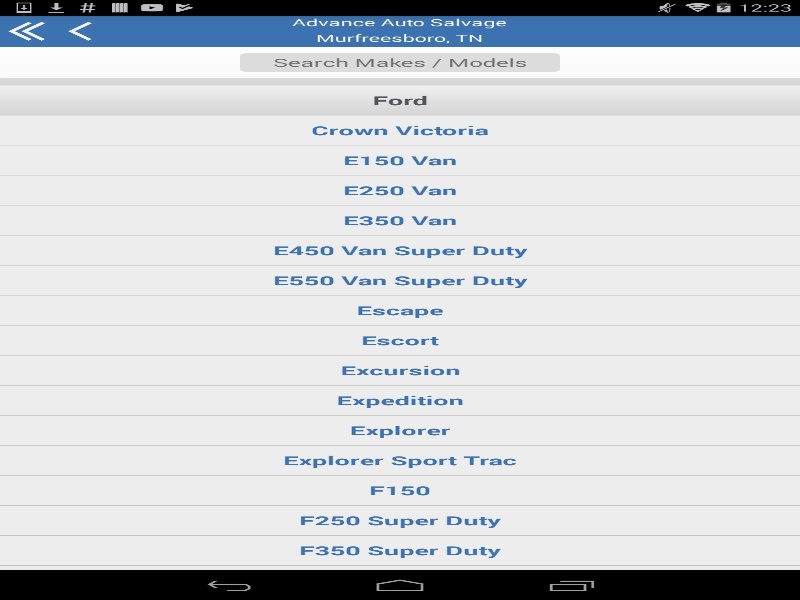 12:23
Advance Auto Salvage
Murfreesboro, TN
Search Makes / Models
Ford
Crown Victoria
E150 Van
E250 Van
E350 Van
E450 Van Super Duty
E550 Van Super Duty
Escape
Escort
Excursion
Expedition
Explorer
Explorer Sport Trac
F150
F250 Super Duty
F350 Super Duty